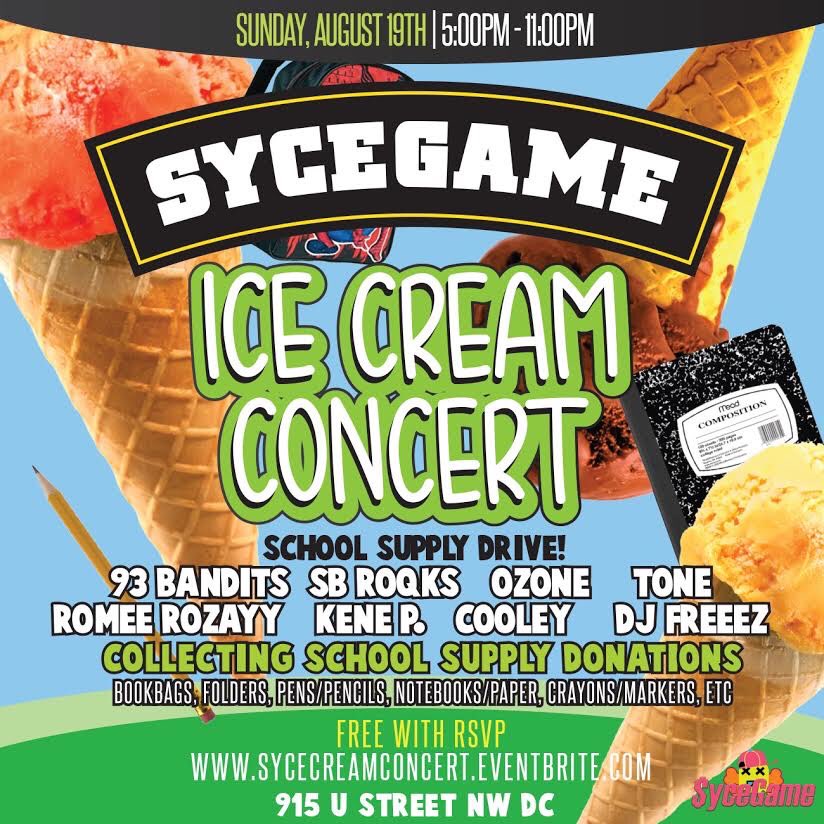 SUNDAY, AUGUST 19TH | 5:00PM - 11:00PM
SYCEGAME
ICE CREAM
CONCERT
mead
COMPOSITION
SCHOOL SUPPLY DRIVE!
93 BANDITS SB ROQKS OZONE TONE
ROMEE ROZAYY KENE P. COOLEY DJ FREEEZ
COLLECTING SCHOOL SUPPLY DONATIONS
BOOKBAGS, FOLDERS, PENS/PENCILS, NOTEBOOKS/PAPER, CRAYONS/MARKERS, ETC
FREE WITH RSVP
WWW.SYCECREAMCONCERT.EVENTBRITE.COM
SyceGame
915 U STREET NW DC